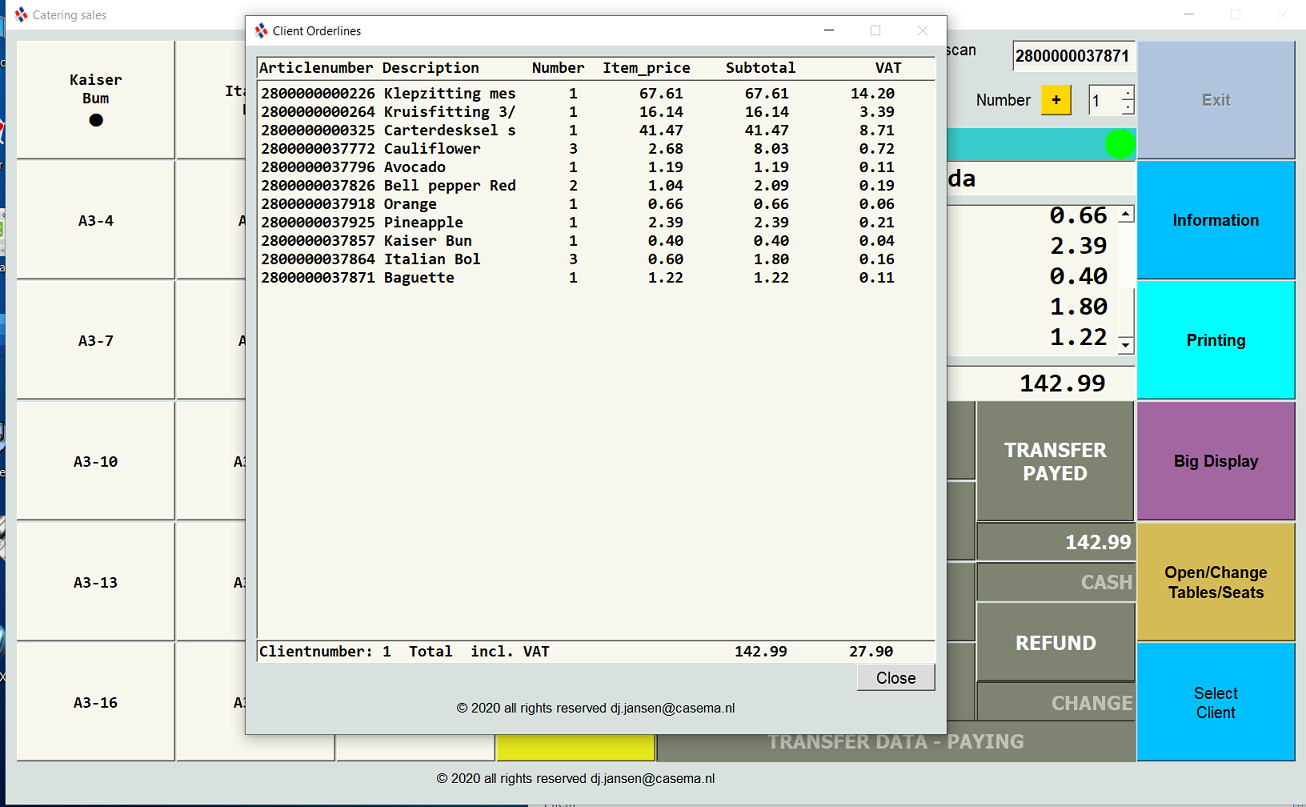 Catering sales
Client Orderlines
scan 2800000037871
Number + 1
Exit
Information
Printing
Big Display
Open/Change
Tables/Seats
Select
Client
Kaiser
Bum
A3-4
A3-7
A3-10
A3-13
A3-16
Articlenumber Description Number Item_price Subtotal VAT
2800000000226 Klepzitting mes 1 67.61 67.61 14.20
2800000000264 Kruisfitting 3/ 1 16.14 16.14 3.39
2800000000325 Carterdesksel s 1 41.47 41.47 8.71
2800000037772 Cauliflower 3 2.68 8.03 0.72
2800000037796 Avocado 1 1.19 1.19 0.11
2800000037826 Bell pepper Red 2 1.04 2.09 0.19
2800000037918 Orange 1 0.66 0.66 0.06
2800000037925 Pineapple 1 2.39 2.39 0.21
2800000037857 Kaiser Bun 1 0.40 0.40 0.04
2800000037864 Italian Bol 3 0.60 1.80 0.16
2800000037871 Baguette 1 1.22 1.22 0.11
Clientnumber: 1 Total incl. VAT 142.99 27.90
Close
© 2020 all rights reserved dj.jansen@casema.nl
da
0.66
2.39
0.40
1.80
1.22
142.99
TRANSFER
PAYED
142.99
CASH
REFUND
CHANGE
TRANSFER DATA - PAYING
© 2020 all rights reserved dj.jansen@casema.nl